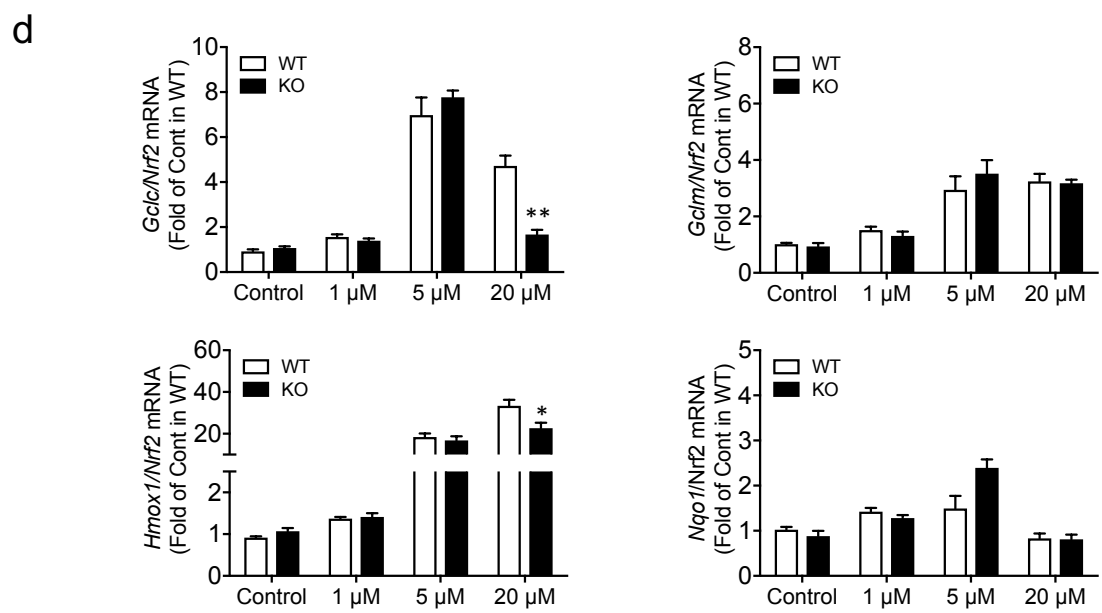 d
Gclc/Nrf2 mRNA
(Fold of Cont in WT)
10
8
6
4
2
0
WT
KO
**
Control 1 µM 5 µM 20 µM
Gclm/Nrf2 mRNA
(Fold of Cont in WT)
8
6
4
2
0
WT
KO
Control 1 µM 5 µM 20 µM
Hmox1/Nrf2 mRNA
(Fold of Cont in WT)
60
40
20
2
1
0
WT
KO
*
Control 1 µM 5 µM 20 µM
Nqo1/Nrf2 mRNA
(Fold of Cont in WT)
5
4
3
2
1
0
WT
KO
Control 1 µM 5 µM 20 µM